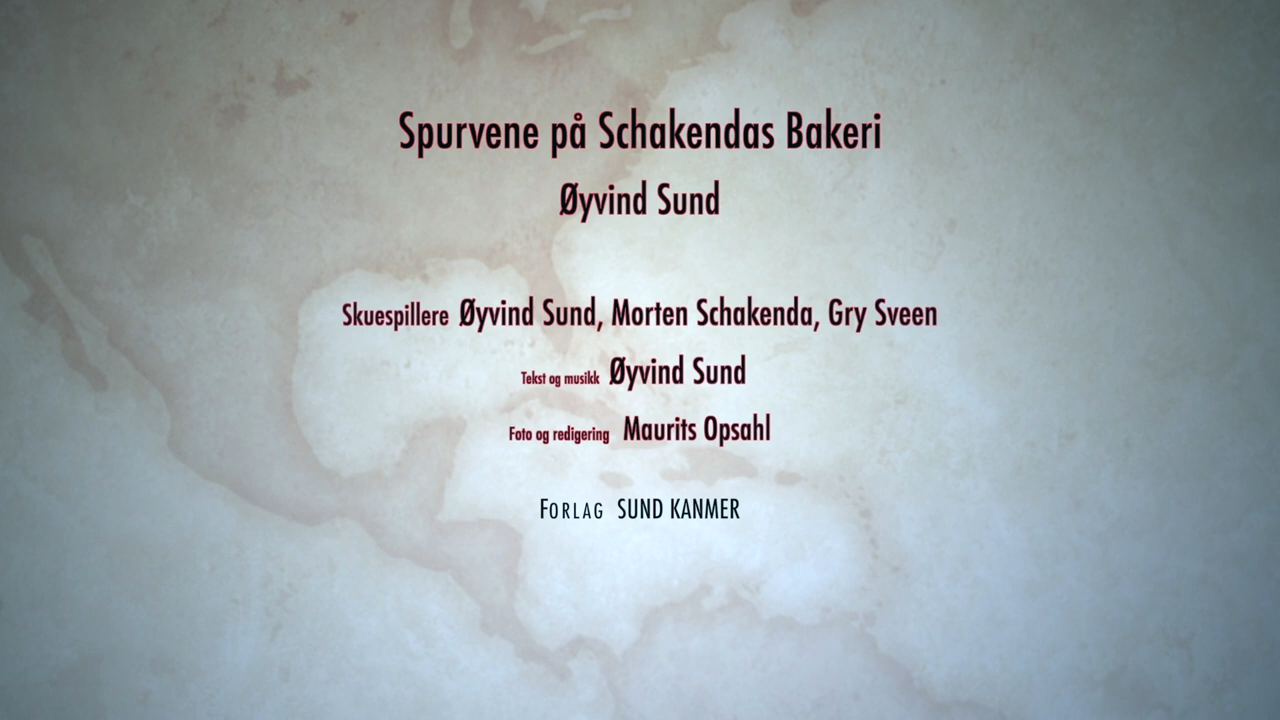 Spurvene på Schakendas Bakeri
Øyvind Sund
Skuespillere Øyvind Sund, Morten Schakenda, Gry Sveen
Tekst og musikk Øyvind Sund
Foto og redigering Maurits Opsahl
FORLAG SUND KANMER